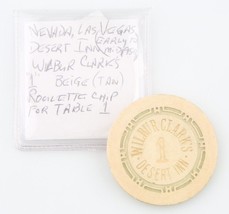 NEVADA, LAS VEGAS
DESERT INN
WILBUR CLARKS
1" BEIGE (TAN)
ROULETTE CHIP
FOR TABLE 1
WILBUR CLARK'S
1
DESERT INN